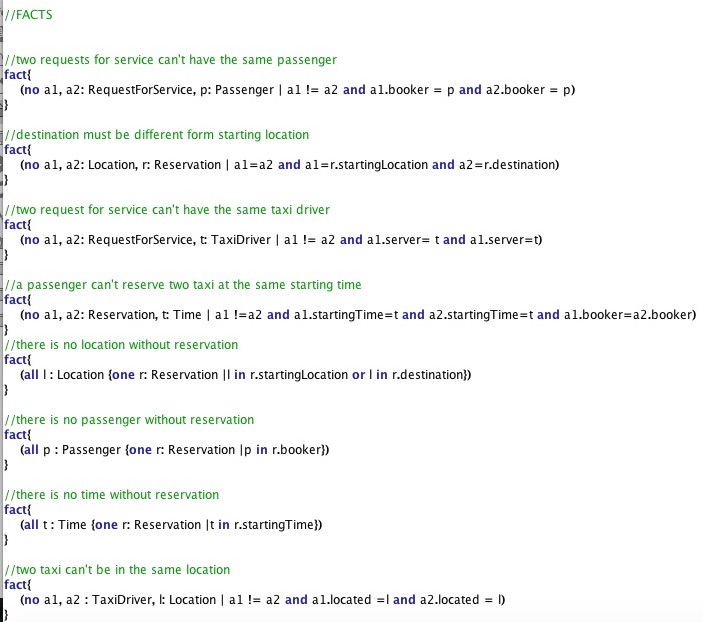 //FACTS
//two requests for service can't have the same passenger
fact{
(no a1, a2: RequestForService, p: Passenger | a1 != a2 and a1.booker = p and a2.booker = p)
}
//destination must be different form starting location
fact{
(no a1, a2: Location, r: Reservation | a1=a2 and a1=r.startingLocation and a2=r.destination)
}
//two request for service can't have the same taxi driver
fact{
(no a1, a2: RequestForService, t: TaxiDriver | a1 != a2 and a1.server= t and a1.server=t)
}
//a passenger can't reserve two taxi at the same starting time
fact{
(no a1, a2: Reservation, t: Time | a1 !=a2 and a1.startingTime=t and a2.startingTime=t and a1.booker=a2.booker)
}
//there is no location without reservation
fact{
(all l : Location {one r: Reservation |l in r.startingLocation or l in r.destination})
}
//there is no passenger without reservation
fact{
(all p : Passenger {one r: Reservation |p in r.booker})
}
//there is no time without reservation
fact{
(all t : Time {one r: Reservation |t in r.startingTime})
}
//two taxi can't be in the same location
fact{
(no a1, a2 : TaxiDriver, l: Location | a1 != a2 and a1.located =l and a2.located = l)
}